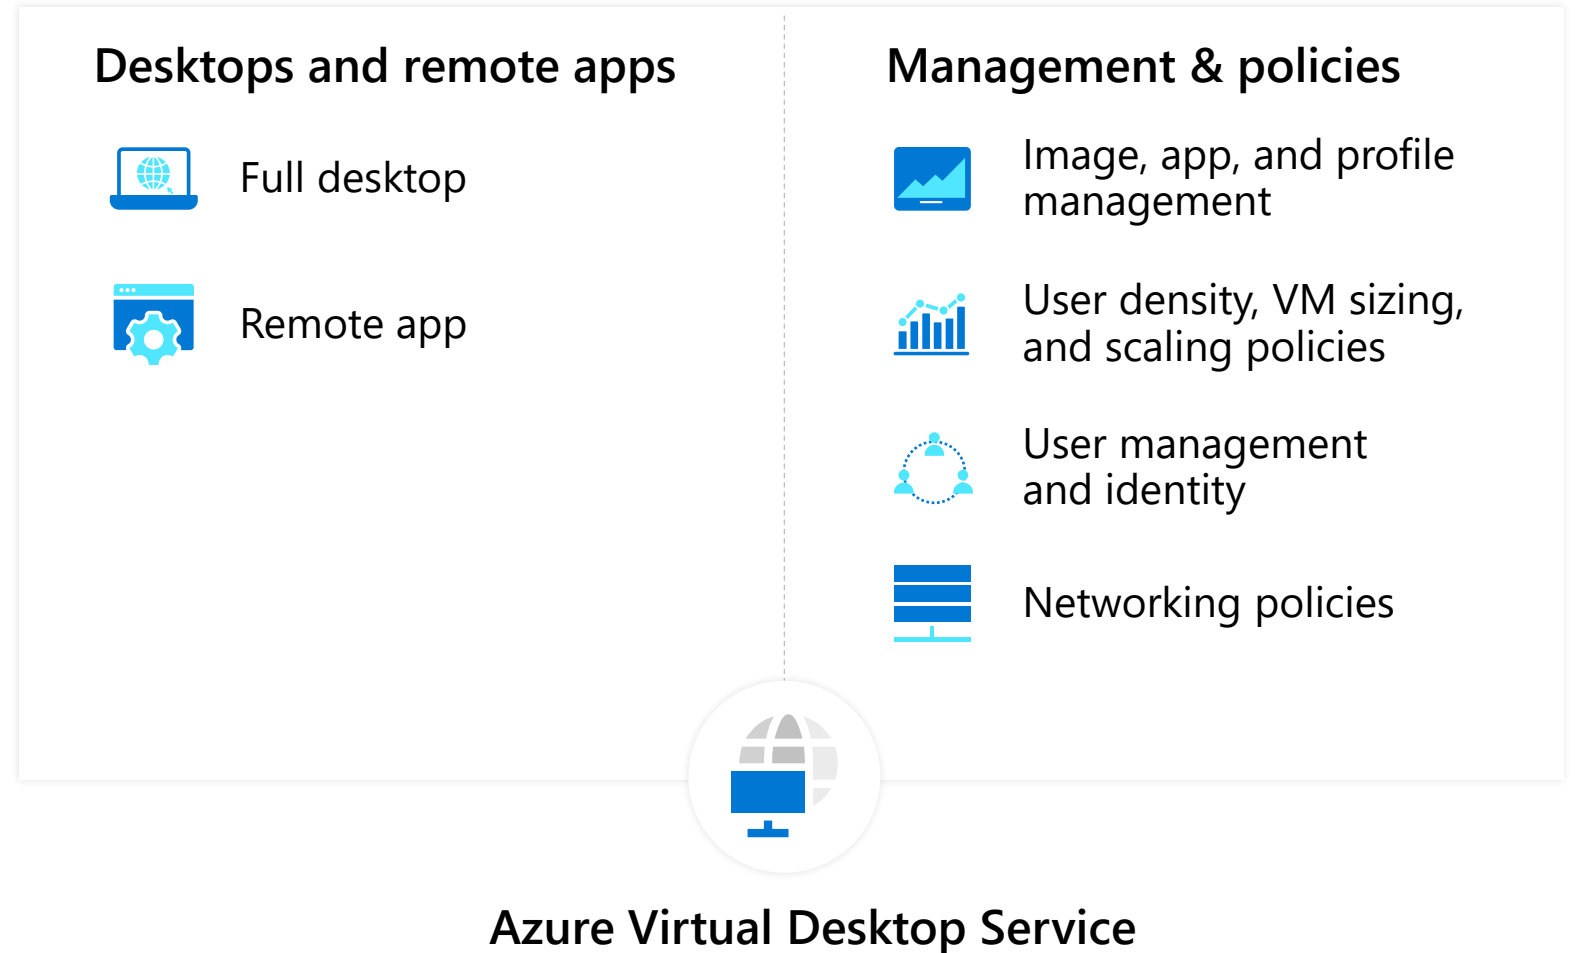 Desktops and remote apps
Full desktop
Remote app
Management & policies
Image, app, and profile
management
User density, VM sizing,
and scaling policies
User management
and identity
Networking policies
Azure Virtual Desktop Service